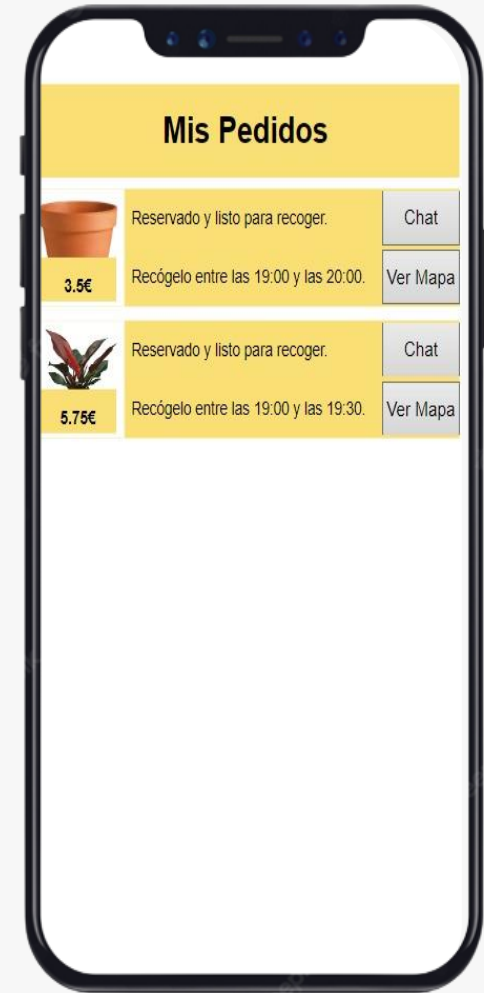 Mis Pedidos
Reservado y listo para recoger.
Chat
3.5€
Recógelo entre las 19:00 y las 20:00.
Ver Mapa
Reservado y listo para recoger.
Chat
5.75€
Recógelo entre las 19:00 y las 19:30.
Ver Mapa